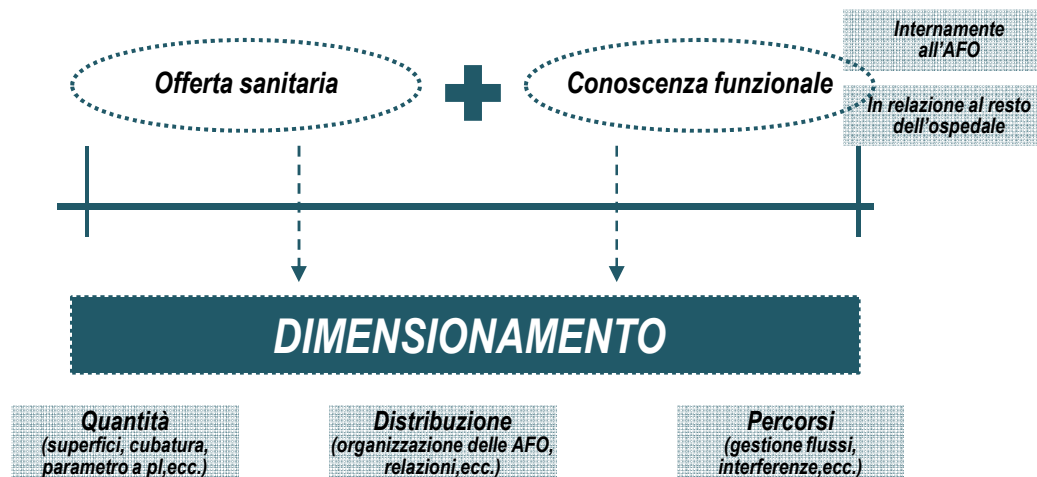 Internamente
all'AFO
Offerta sanitaria
Conoscenza funzionale
In relazione al resto
dell'ospedale
DIMENSIONAMENTO
Quantità
(superfici, cubatura,
parametro a pl,ecc.)
Distribuzione
(organizzazione delle AFO,
relazioni,ecc.)
Percorsi
(gestione flussi,
interferenze,ecc.)